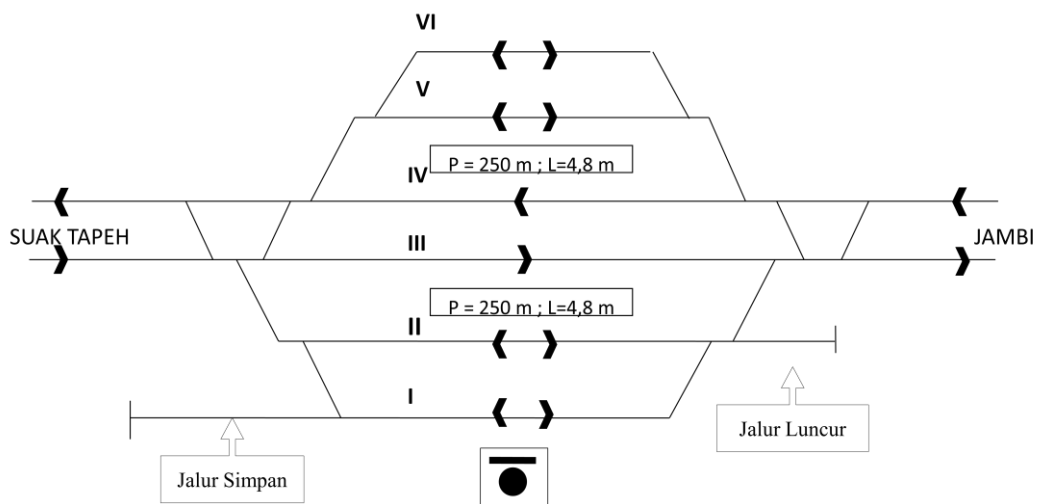 VI
V
P = 250 m ; L=4,8 m
IV
SUAK TAPEH
JAMBI
III
P = 250 m ; L=4,8 m
II
I
Jalur Luncur
Jalur Simpan